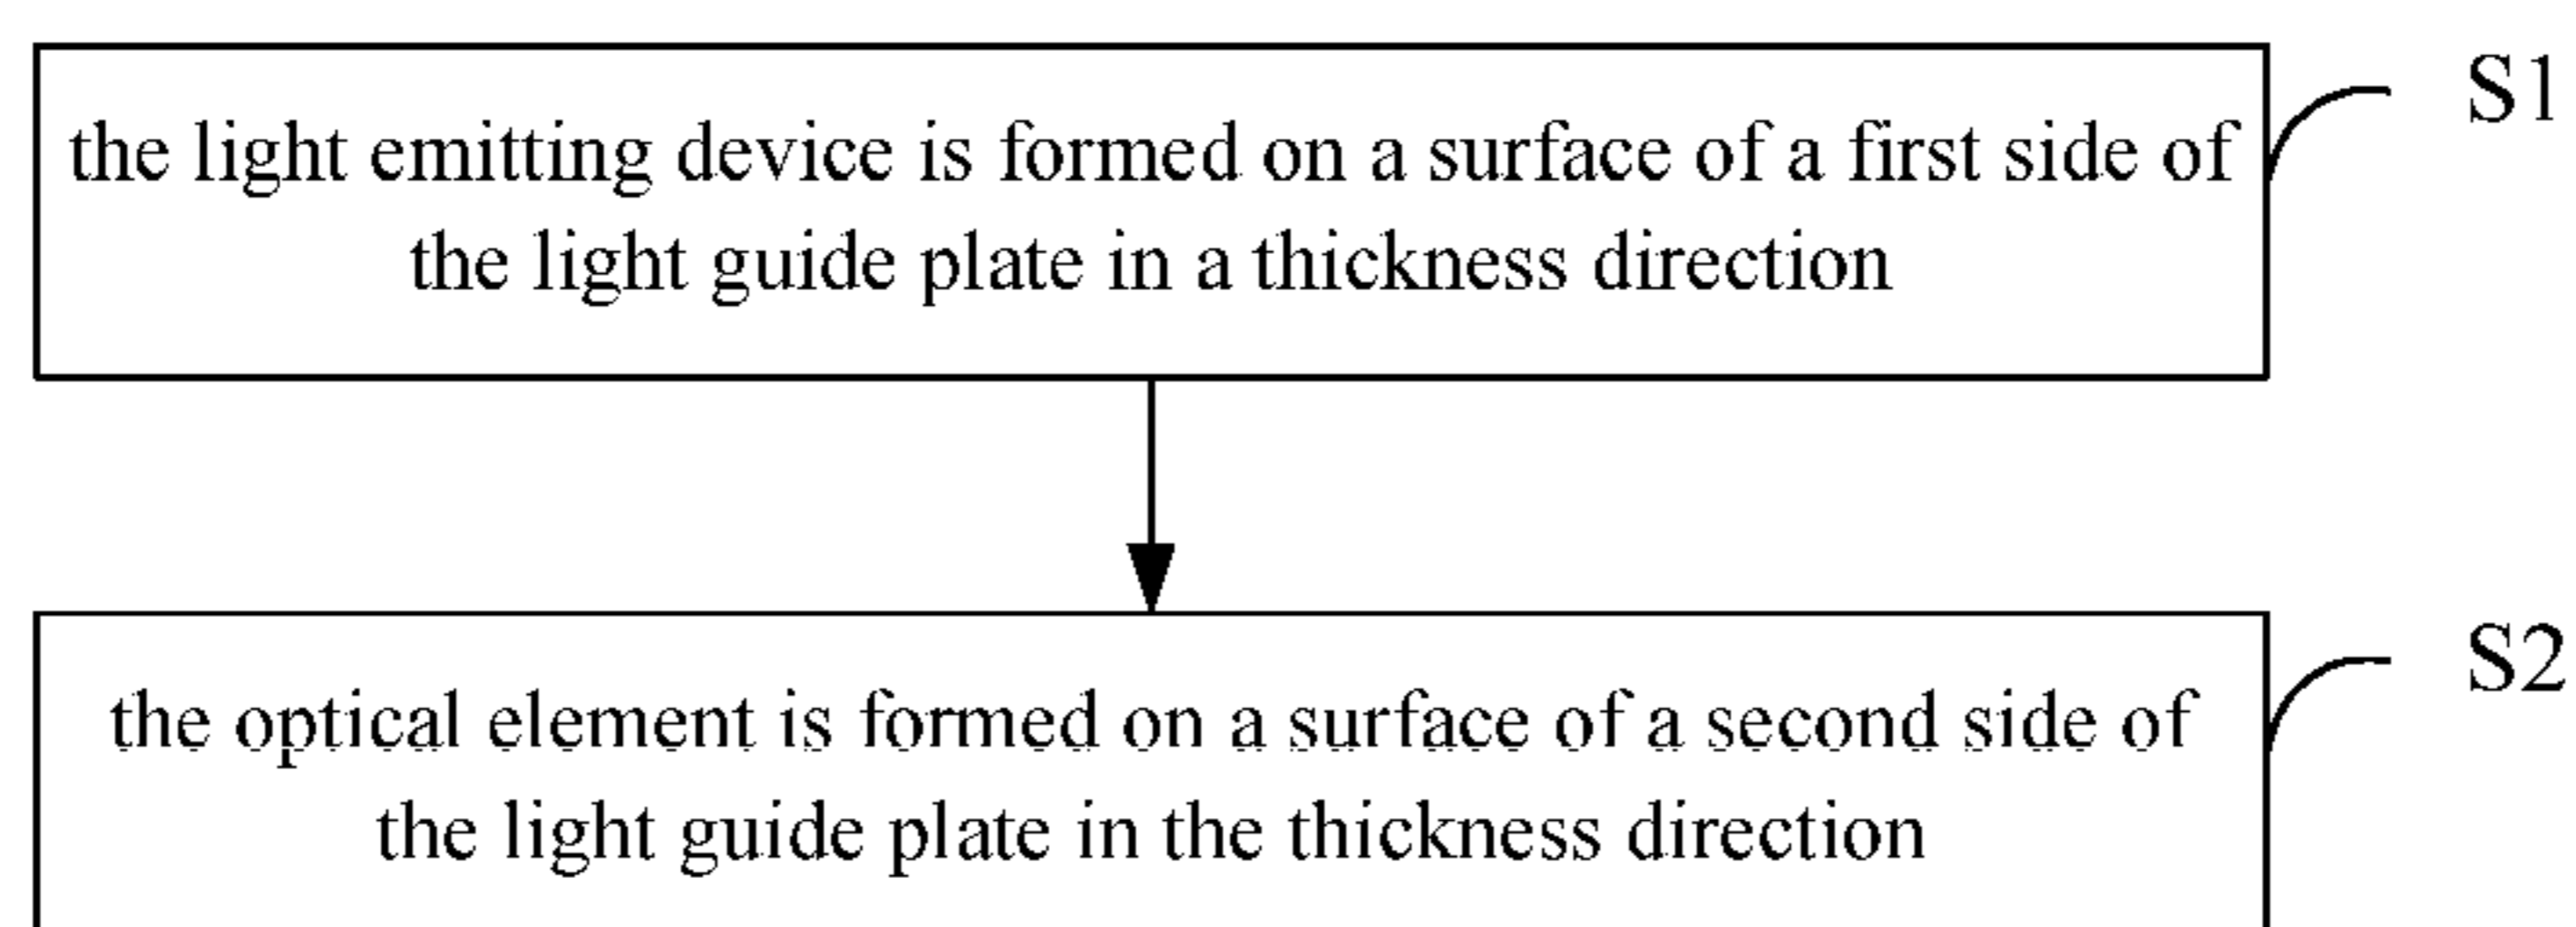 S1
the light emitting device is formed on a surface of a first side of
the light guide plate in a thickness direction
S2
the optical element is formed on a surface of a second side of
the light guide plate in the thickness direction